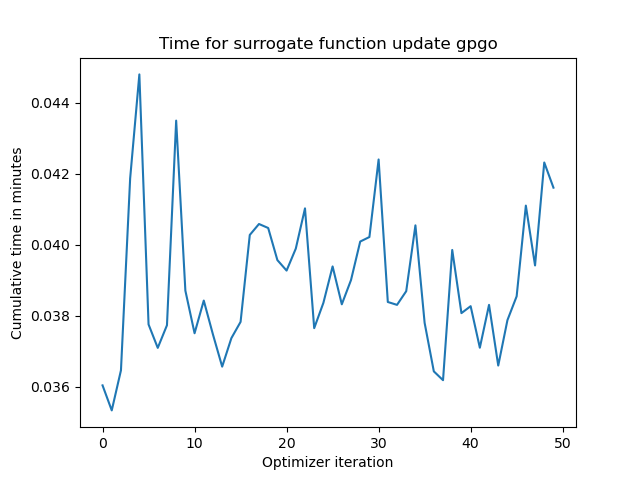 Time for surrogate function update gpgo
Cumulative time in minutes
0.044
0.042
0.040
0.038
0.036
0 10 20 30 40 50
Optimizer iteration